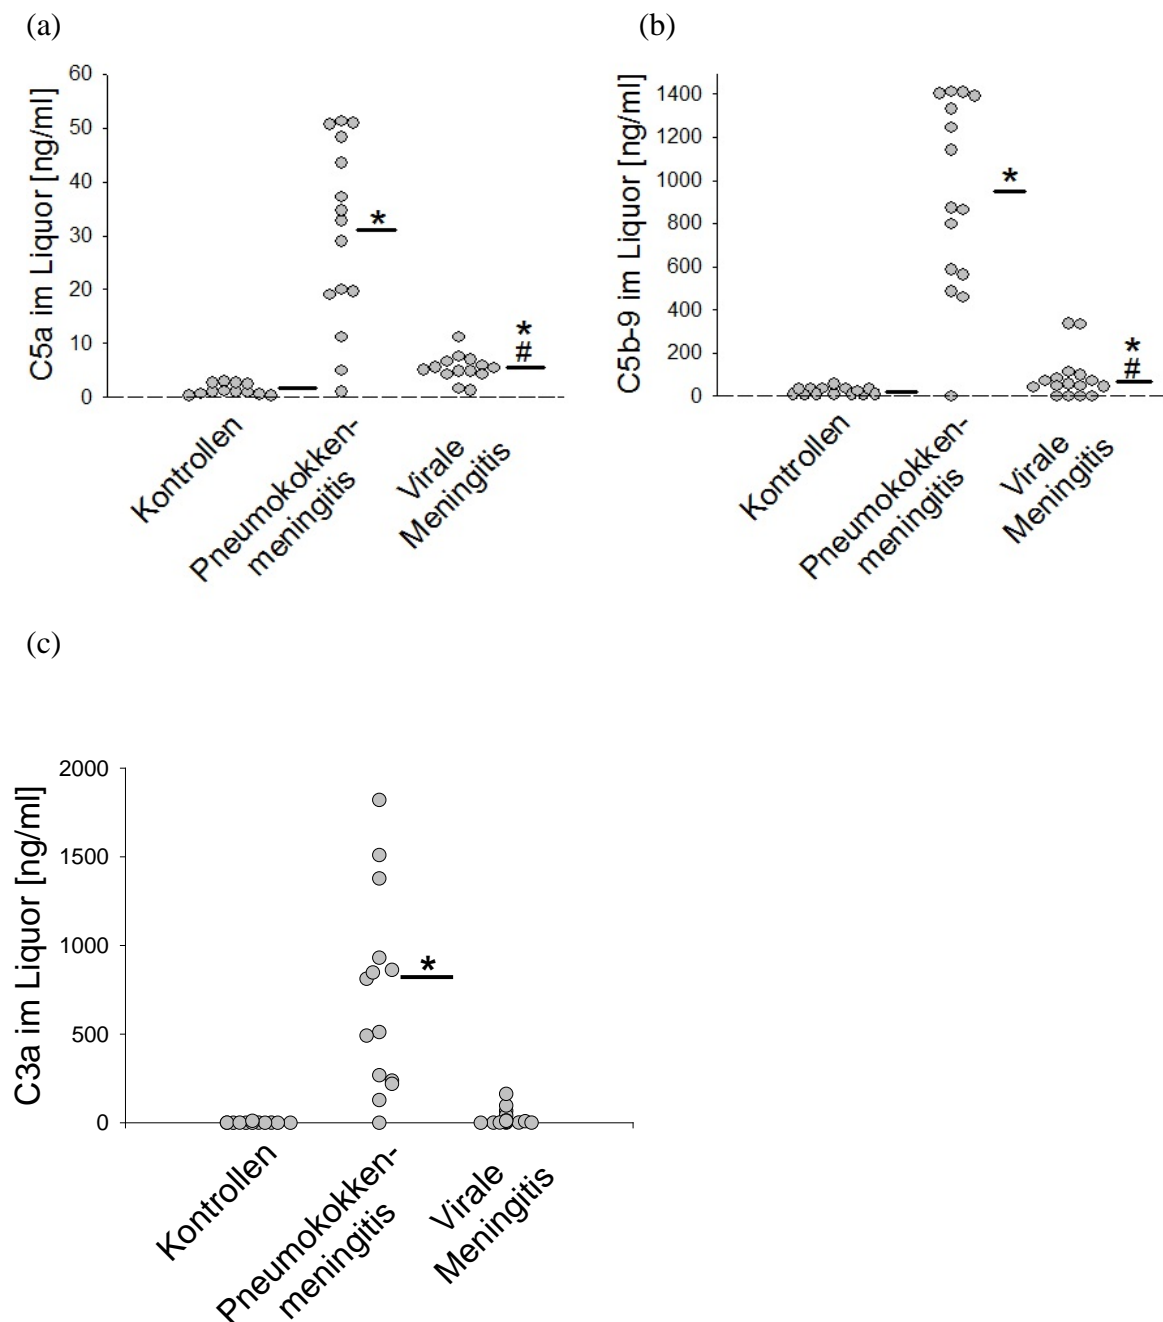 (a)
C5a im Liquor [ng/ml]
60
50
40
30
20
10
0
*
*
#
Kontrollen
Pneumokokken-
meningitis
Virale
Meningitis
(b)
C5b-9 im Liquor [ng/ml]
1400
1200
1000
800
600
400
200
0
*
*
#
Kontrollen
Pneumokokken-
meningitis
Virale
Meningitis
(c)
C3a im Liquor [ng/ml]
2000
1500
1000
500
0
*
Kontrollen
Pneumokokken-
meningitis
Virale
Meningitis